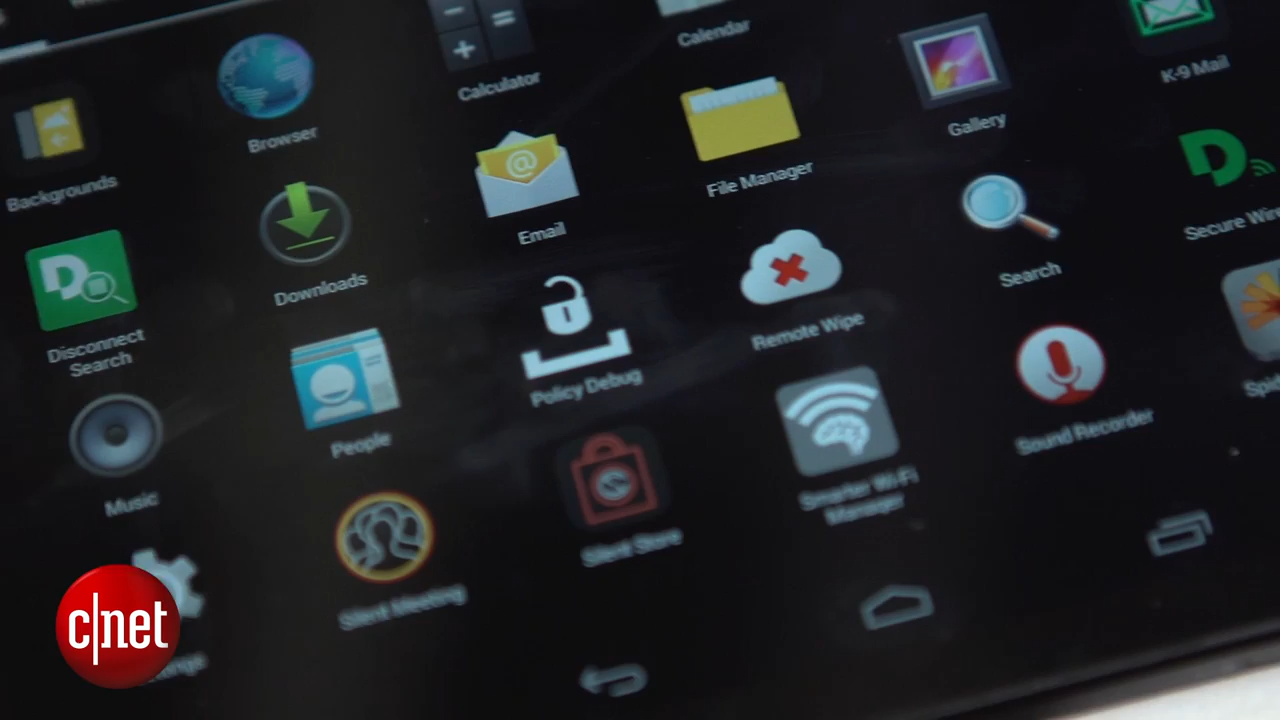 Calendar
Calculator
K-9 Mail
Browser
Gallery
Backgrounds
File Manager
Email
Secure
Downloads
Search
Disconnect
Search
Remote Wipe
Policy Debug
People
Sound Recorder
Music
Smarter Wi-Fi
Manager
Silent Store
Silent Meeting
c|net